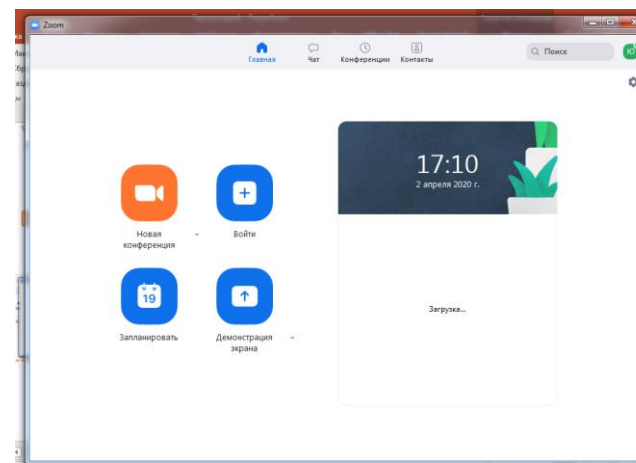 Zoom
Главная
Чат
Конференции
Контакты
Поиск
Ю
17:10
2 апреля 2020 г.
Новая
конференция
Войти
19
Запланировать
Демонстрация
экрана
Загрузка...